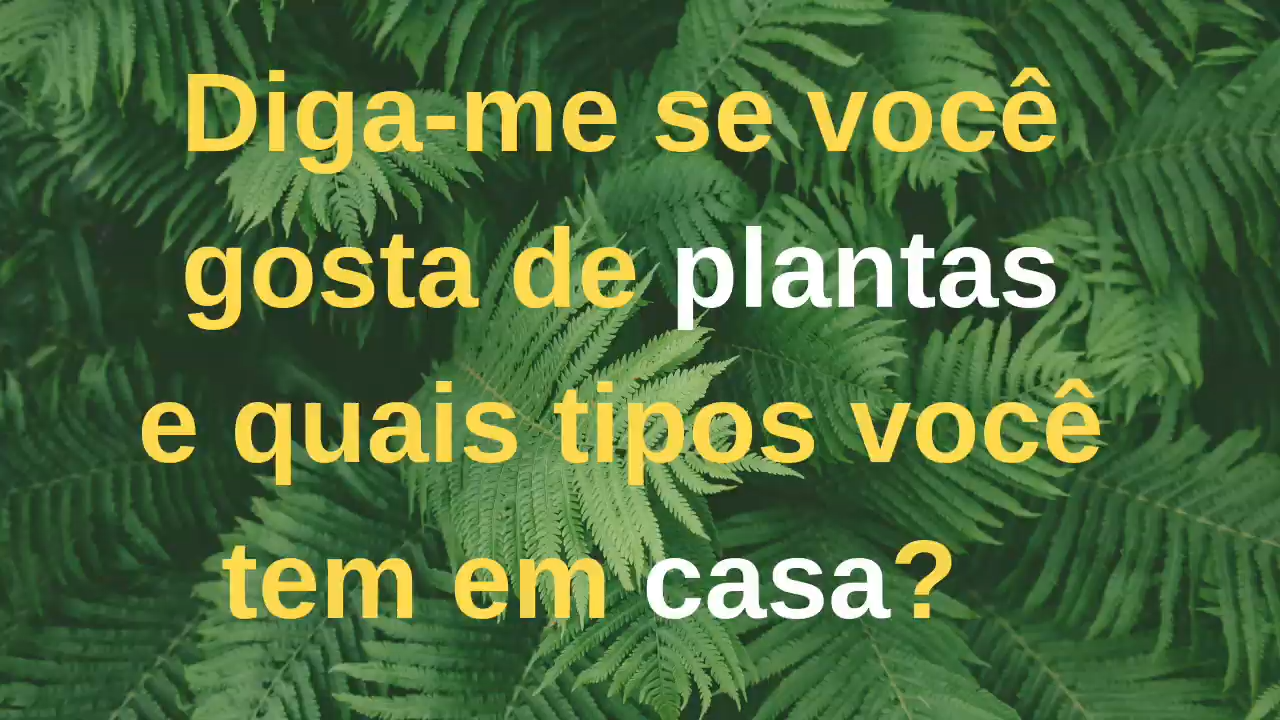 Diga-me se você
gosta de plantas
e quais tipos você
tem em casa?